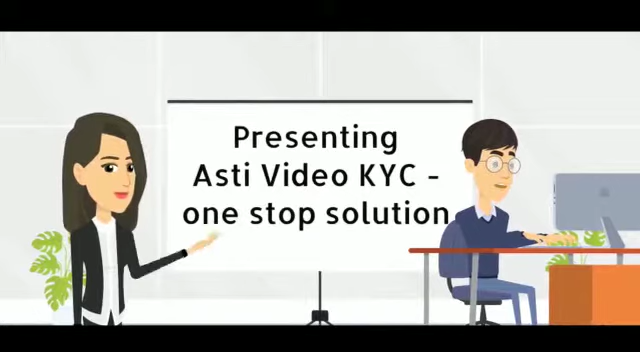 Presenting
Asti Video KYC -
one stop solution